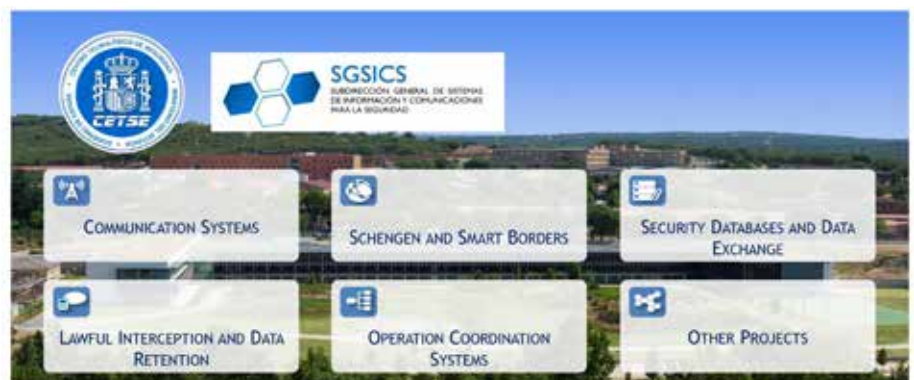 CETSE
SGSICS
SUBDIRECCIÓN GENERAL DE SISTEMAS
DE INFORMACIÓN Y COMUNICACIONES
PARA LA SEGURIDAD
COMMUNICATION SYSTEMS
SCHENGEN AND SMART BORDERS
SECURITY DATABASES AND DATA
EXCHANGE
LAWFUL INTERCEPTION AND DATA
RETENTION
OPERATION COORDINATION
SYSTEMS
OTHER PROJECTS